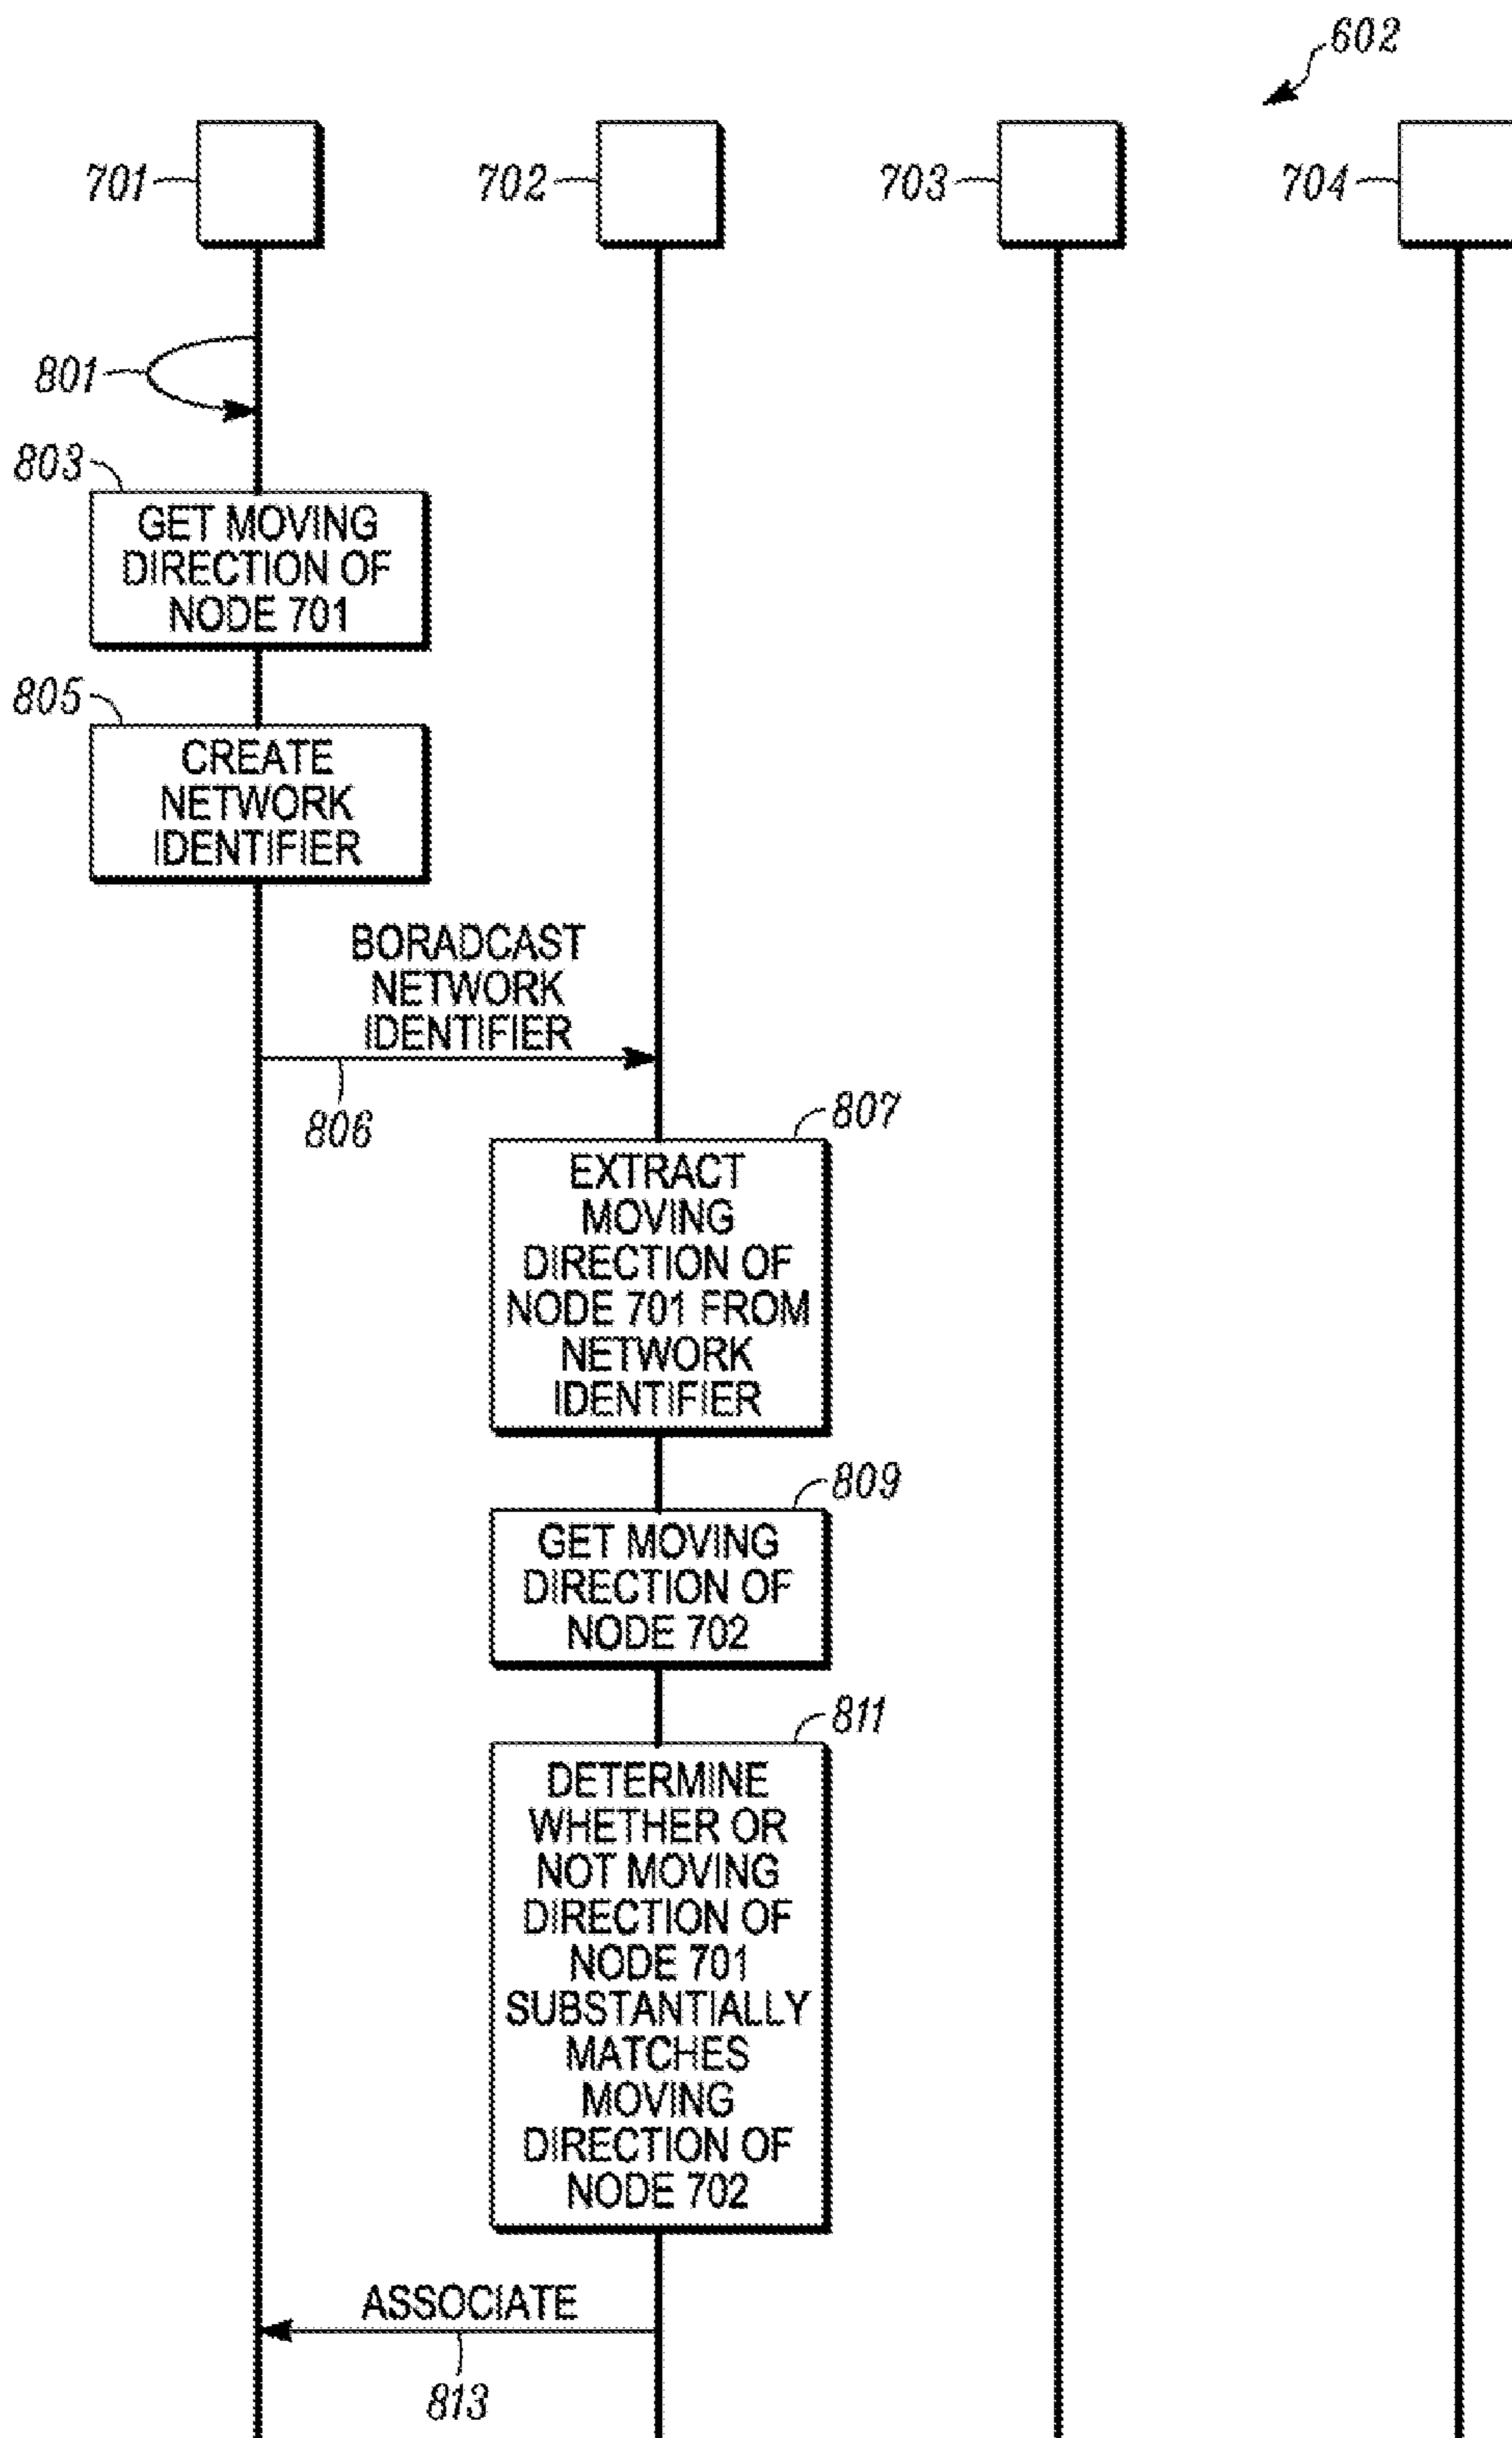 602
701
702
703
704
801
803
GET MOVING
DIRECTION OF
NODE 701
805
CREATE
NETWORK
IDENTIFIER
BORADCAST
NETWORK
IDENTIFIER
806
807
EXTRACT
MOVING
DIRECTION OF
NODE 701 FROM
NETWORK
IDENTIFIER
809
GET MOVING
DIRECTION OF
NODE 702
811
DETERMINE
WHETHER OR
NOT MOVING
DIRECTION OF
NODE 701
SUBSTANTIALLY
MATCHES
MOVING
DIRECTION OF
NODE 702
ASSOCIATE
813